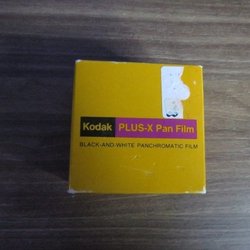 Kodak PLUS-X Pan Film
BLACK-AND-WHITE PANCHROMATIC FILM